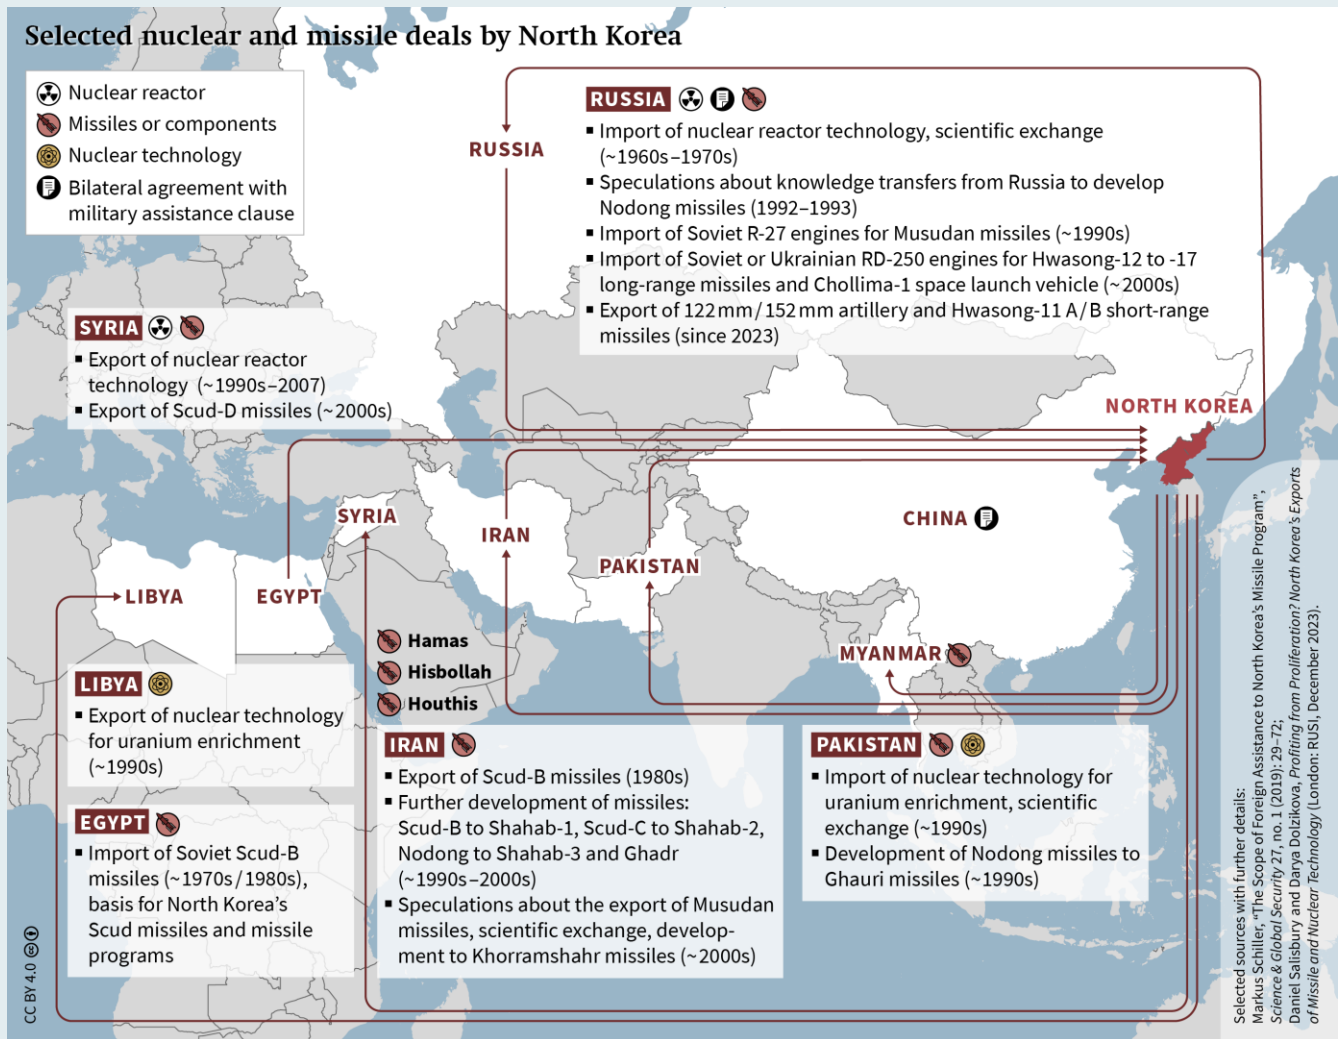 Selected nuclear and missile deals by North Korea
Nuclear reactor
Missiles or components
Nuclear technology
Bilateral agreement with
military assistance clause
RUSSIA
RUSSIA
▪ Import of nuclear reactor technology, scientific exchange
(~1960s–1970s)
▪ Speculations about knowledge transfers from Russia to develop
Nodong missiles (1992–1993)
▪ Import of Soviet R-27 engines for Musudan missiles (~1990s)
▪ Import of Soviet or Ukrainian RD-250 engines for Hwasong-12 to -17
long-range missiles and Chollima-1 space launch vehicle (~2000s)
▪ Export of 122 mm / 152 mm artillery and Hwasong-11 A / B short-range
missiles (since 2023)
SYRIA
▪ Export of nuclear reactor
technology (~1990s–2007)
▪ Export of Scud-D missiles (~2000s)
NORTH KOREA
SYRIA
IRAN
CHINA
PAKISTAN
LIBYA
EGYPT
MYANMAR
Hamas
Hisbollah
Houthis
LIBYA
▪ Export of nuclear technology
for uranium enrichment
(~1990s)
EGYPT
▪ Import of Soviet Scud-B
missiles (~1970s / 1980s),
basis for North Korea’s
Scud missiles and missile
programs
IRAN
▪ Export of Scud-B missiles (1980s)
▪ Further development of missiles:
Scud-B to Shahab-1, Scud-C to Shahab-2,
Nodong to Shahab-3 and Ghadr
(~1990s–2000s)
▪ Speculations about the export of Musudan
missiles, scientific exchange, develop-
ment to Khorramshahr missiles (~2000s)
PAKISTAN
▪ Import of nuclear technology for
uranium enrichment, scientific
exchange (~1990s)
▪ Development of Nodong missiles to
Ghauri missiles (~1990s)
Selected sources with further details:
Markus Schiller, “The Scope of Foreign Assistance to North Korea’s Missile Program”,
Science & Global Security 27, no. 1 (2019): 29–72;
Daniel Salisbury and Darya Dolzikova, Profiting from Proliferation? North Korea’s Exports
of Missile and Nuclear Technology (London: RUSI, December 2023).
CC BY 4.0